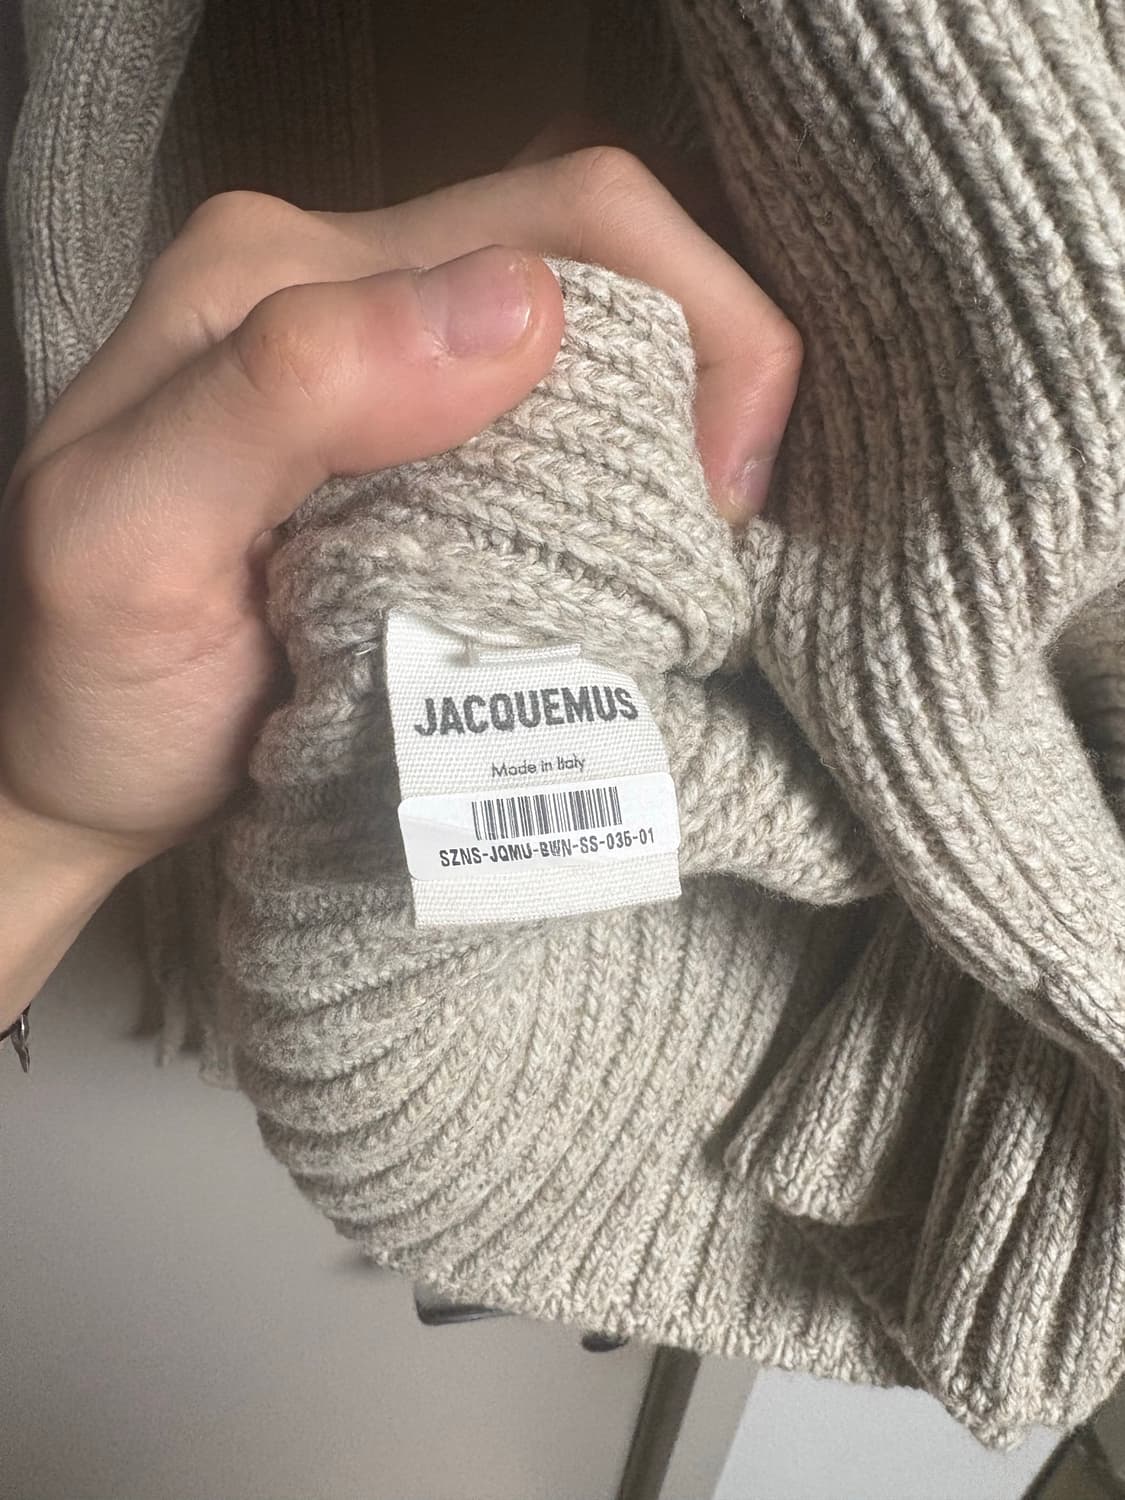 JACQUEMUS
Made in Italy
SZNS-JQMU-BWN-SS-035-01